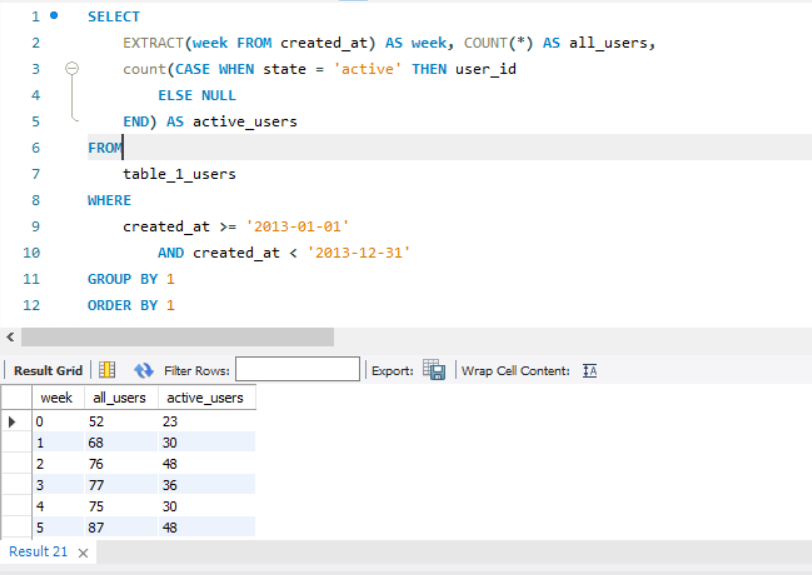 1 SELECT
2 EXTRACT(week FROM created_at) AS week, COUNT(*) AS all_users,
3 count(CASE WHEN state = 'active' THEN user_id
4 ELSE NULL
5 END) AS active_users
6 FROM
7 table_1_users
8 WHERE
9 created_at >= '2013-01-01'
10 AND created_at < '2013-12-31'
11 GROUP BY 1
12 ORDER BY 1
Result Grid Filter Rows: Export: Wrap Cell Content: IA
week all_users active_users
0 52 23
1 68 30
2 76 48
3 77 36
4 75 30
5 87 48
Result 21 ×